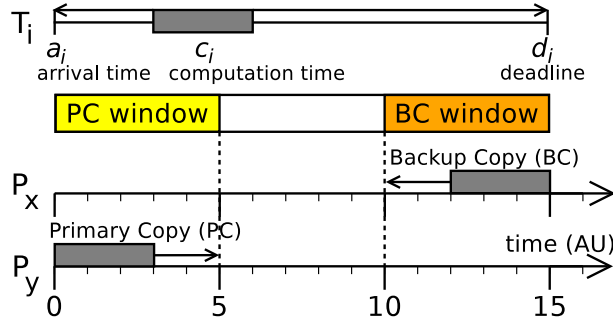 T_i
a_i c_i d_i
arrival time computation time deadline
PC window BC window
Backup Copy (BC)
P_x
Primary Copy (PC) time (AU)
P_y
0 5 10 15